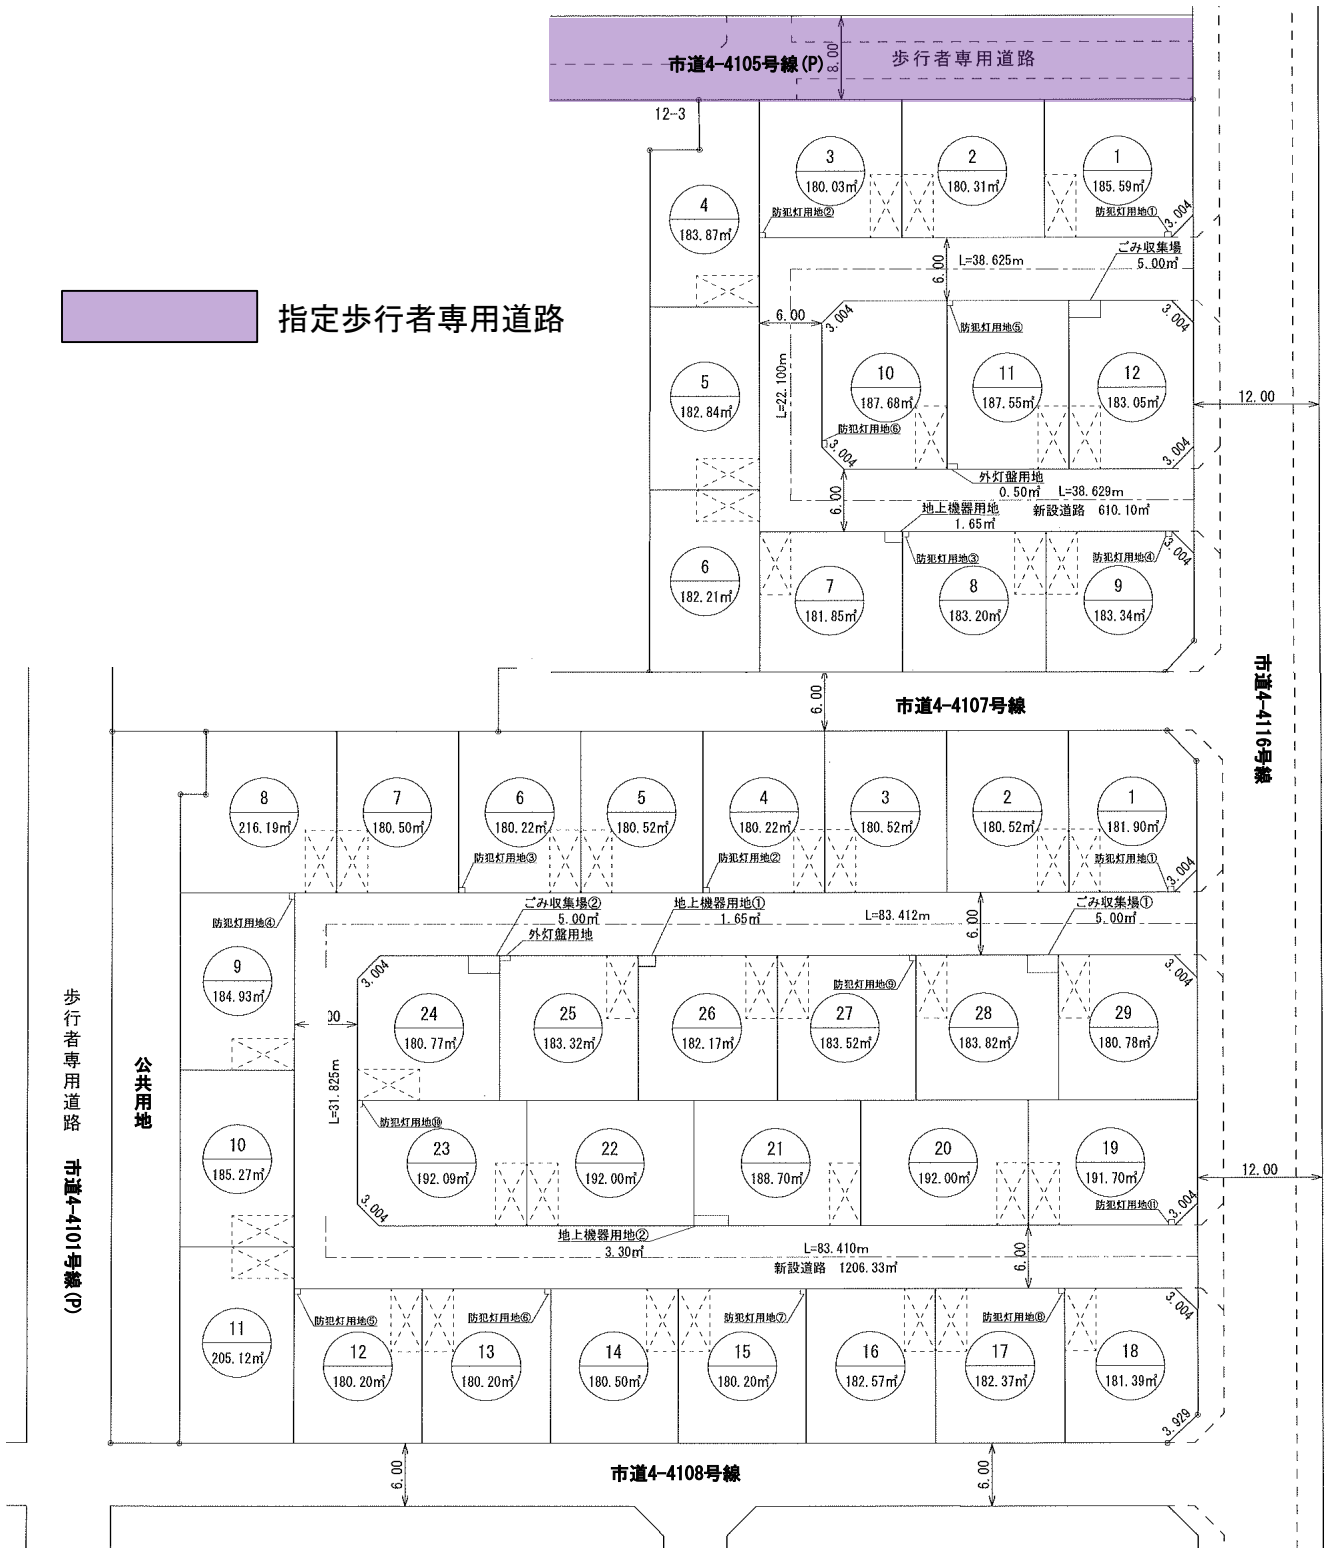 市道4-4105号線(P)
8.00
歩行者専用道路
12-3
3
180.03㎡
2
180.31㎡
1
185.59㎡
防犯灯用地②
防犯灯用地①
3.004
4
183.87㎡
指定歩行者専用道路
6.00
L=38.625m
ごみ収集場
5.00㎡
6.00
3.004
防犯灯用地⑤
3.004
5
182.84㎡
L=22.100m
10
187.68㎡
11
187.55㎡
12
183.05㎡
12.00
防犯灯用地⑥
3.004
3.004
外灯盤用地
0.50㎡
L=38.629m
6.00
地上機器用地
1.65㎡
新設道路 610.10㎡
防犯灯用地③
防犯灯用地④
3.004
6
182.21㎡
7
181.85㎡
8
183.20㎡
9
183.34㎡
6.00
市道4-4107号線
市道4-4116号線
8
216.19㎡
7
180.50㎡
6
180.22㎡
5
180.52㎡
4
180.22㎡
3
180.52㎡
2
180.52㎡
1
181.90㎡
防犯灯用地③
防犯灯用地②
防犯灯用地①
3.004
防犯灯用地④
ごみ収集場②
5.00㎡
外灯盤用地
地上機器用地①
1.65㎡
L=83.412m
6.00
ごみ収集場①
5.00㎡
9
184.93㎡
3.004
防犯灯用地⑨
3.004
00
24
180.77㎡
25
183.32㎡
26
182.17㎡
27
183.52㎡
28
183.82㎡
29
180.78㎡
歩行者専用道路 市道4-4101号線(P)
公共用地
L=31.825m
防犯灯用地⑩
10
185.27㎡
23
192.09㎡
22
192.00㎡
21
188.70㎡
20
192.00㎡
19
191.70㎡
12.00
3.004
防犯灯用地⑪
3.004
地上機器用地②
3.30㎡
L=83.410m
新設道路 1206.33㎡
6.00
防犯灯用地⑤
防犯灯用地⑥
防犯灯用地⑦
防犯灯用地⑧
3.004
11
205.12㎡
12
180.20㎡
13
180.20㎡
14
180.50㎡
15
180.20㎡
16
182.57㎡
17
182.37㎡
18
181.39㎡
3.929
6.00
市道4-4108号線
6.00